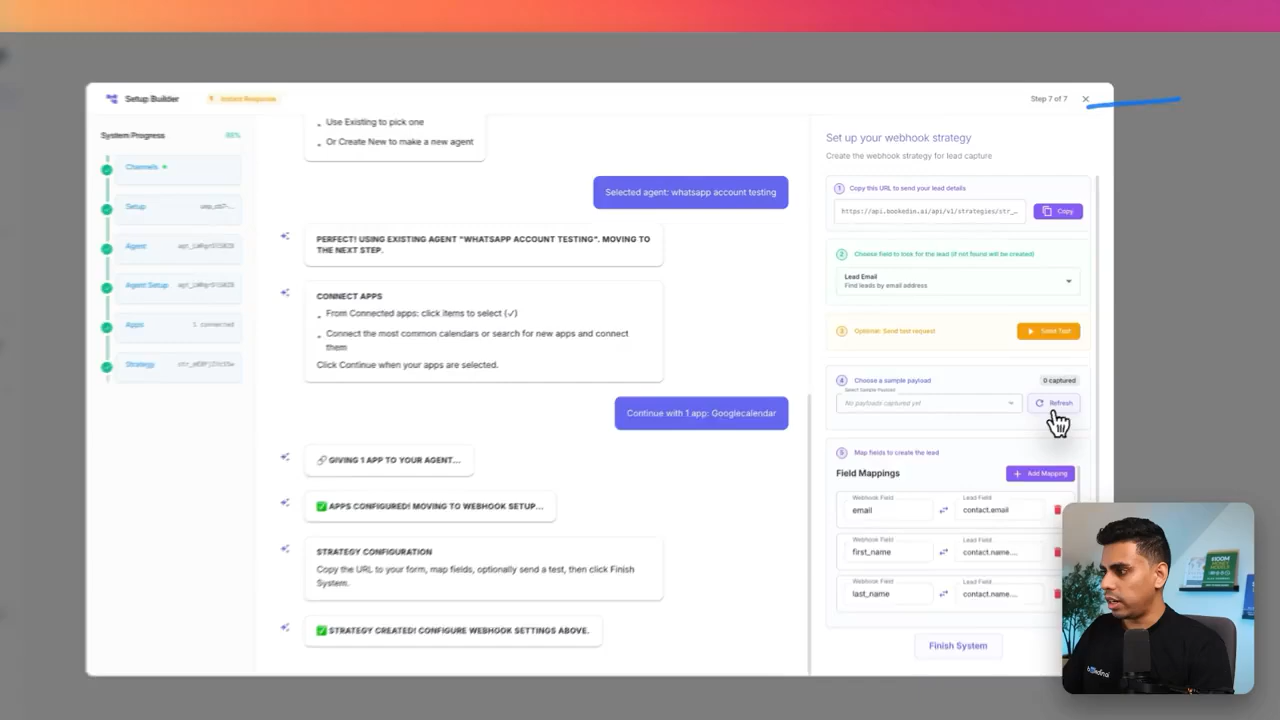 Setup Builder
Instant Response
Step 7 of 7
System Progress
Channels
Setup
Agent
Agent Setup
Apps
1 connected
Strategy
Use Existing to pick one
Or Create New to make a new agent
Selected agent: whatsapp account testing
PERFECT! USING EXISTING AGENT "WHATSAPP ACCOUNT TESTING". MOVING TO
THE NEXT STEP.
CONNECT APPS
From Connected apps: click items to select (✓)
Connect the most common calendars or search for new apps and connect
them
Click Continue when your apps are selected.
Continue with 1 app: Googlecalendar
GIVING 1 APP TO YOUR AGENT...
APPS CONFIGURED! MOVING TO WEBHOOK SETUP...
STRATEGY CONFIGURATION
Copy the URL to your form, map fields, optionally send a test, then click Finish
System.
STRATEGY CREATED! CONFIGURE WEBHOOK SETTINGS ABOVE.
Set up your webhook strategy
Create the webhook strategy for lead capture
1 Copy this URL to send your lead details
https://api.bookedin.ai/api/v1/strategies/str_...
Copy
2 Choose field to look for the lead (if not found will be created)
Lead Email
Find leads by email address
3 Optional: Send test request
Send Test
4 Choose a sample payload
0 captured
Select Sample Payload
No payloads captured yet
Refresh
5 Map fields to create the lead
Field Mappings
Add Mapping
Webhook Field
Lead Field
email
contact.email
Webhook Field
Lead Field
first_name
contact.name....
Webhook Field
Lead Field
last_name
contact.name....
Finish System